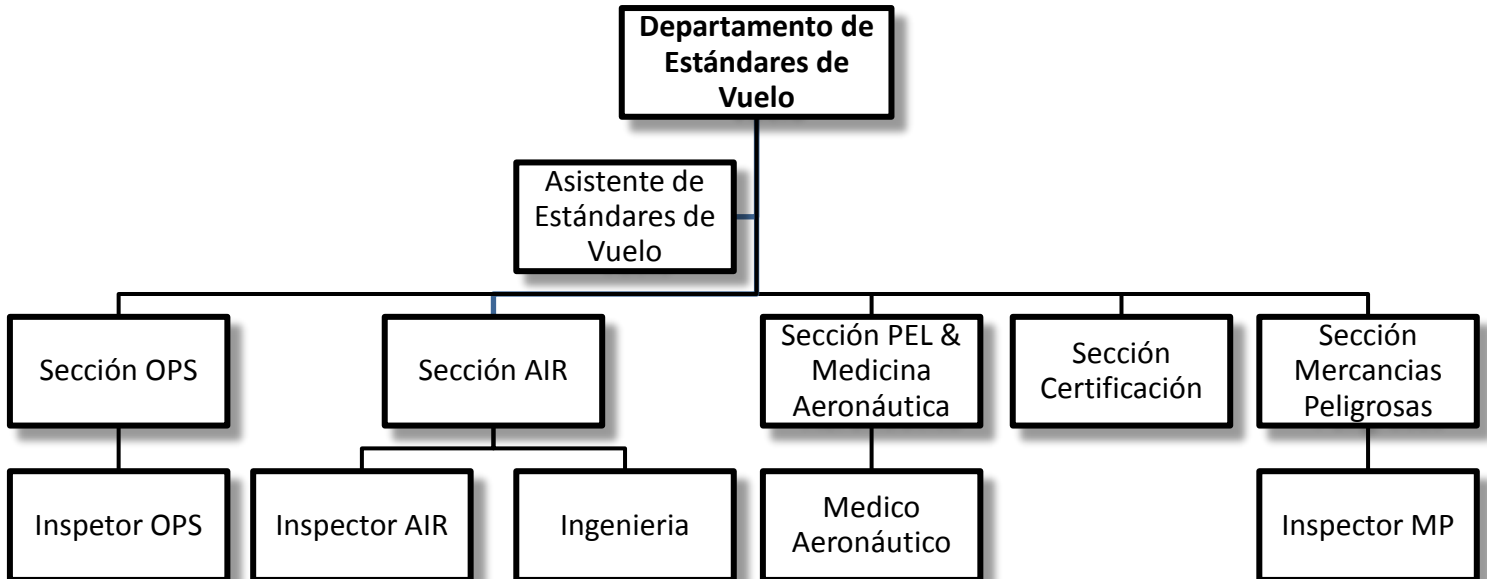 Departamento de
Estándares de
Vuelo
Asistente de
Estándares de
Vuelo
Sección OPS
Sección AIR
Sección PEL &
Medicina
Aeronáutica
Sección
Certificación
Sección
Mercancias
Peligrosas
Inspetor OPS
Inspector AIR
Ingenieria
Medico
Aeronáutico
Inspector MP